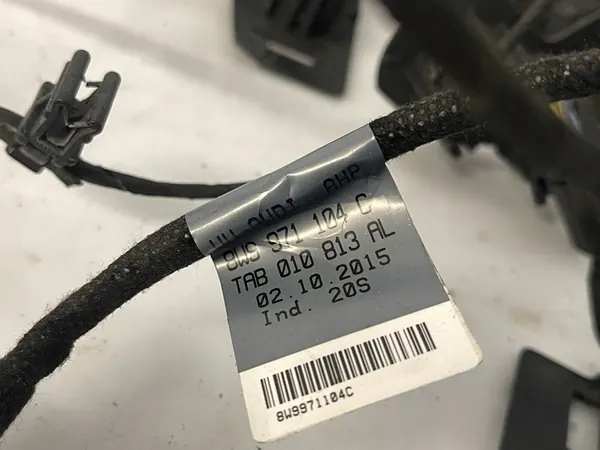 VW AUDI AHP
8W9 971 104 C
TAB 010 813 AL
02.10.2015
Ind. 20S
8W9971104C